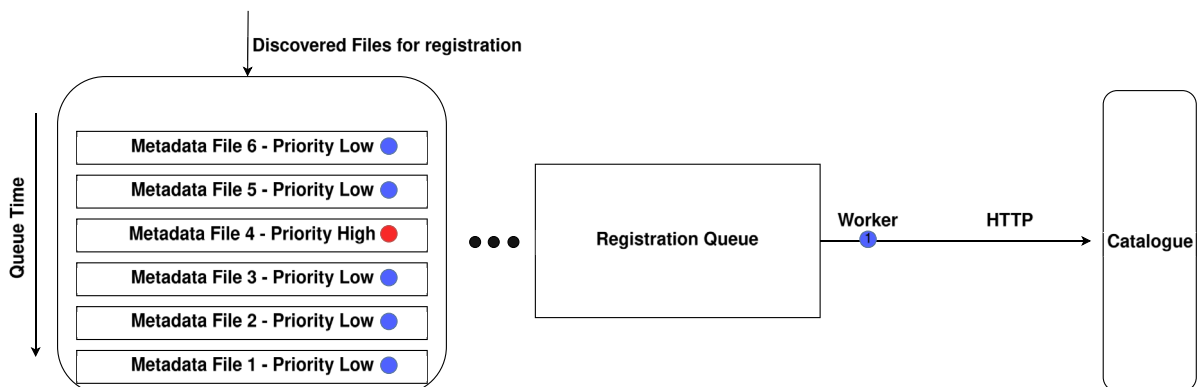 Discovered Files for registration
Queue Time
Metadata File 6 - Priority Low
Metadata File 5 - Priority Low
Metadata File 4 - Priority High
Metadata File 3 - Priority Low
Metadata File 2 - Priority Low
Metadata File 1 - Priority Low
Registration Queue
Worker
1
HTTP
Catalogue